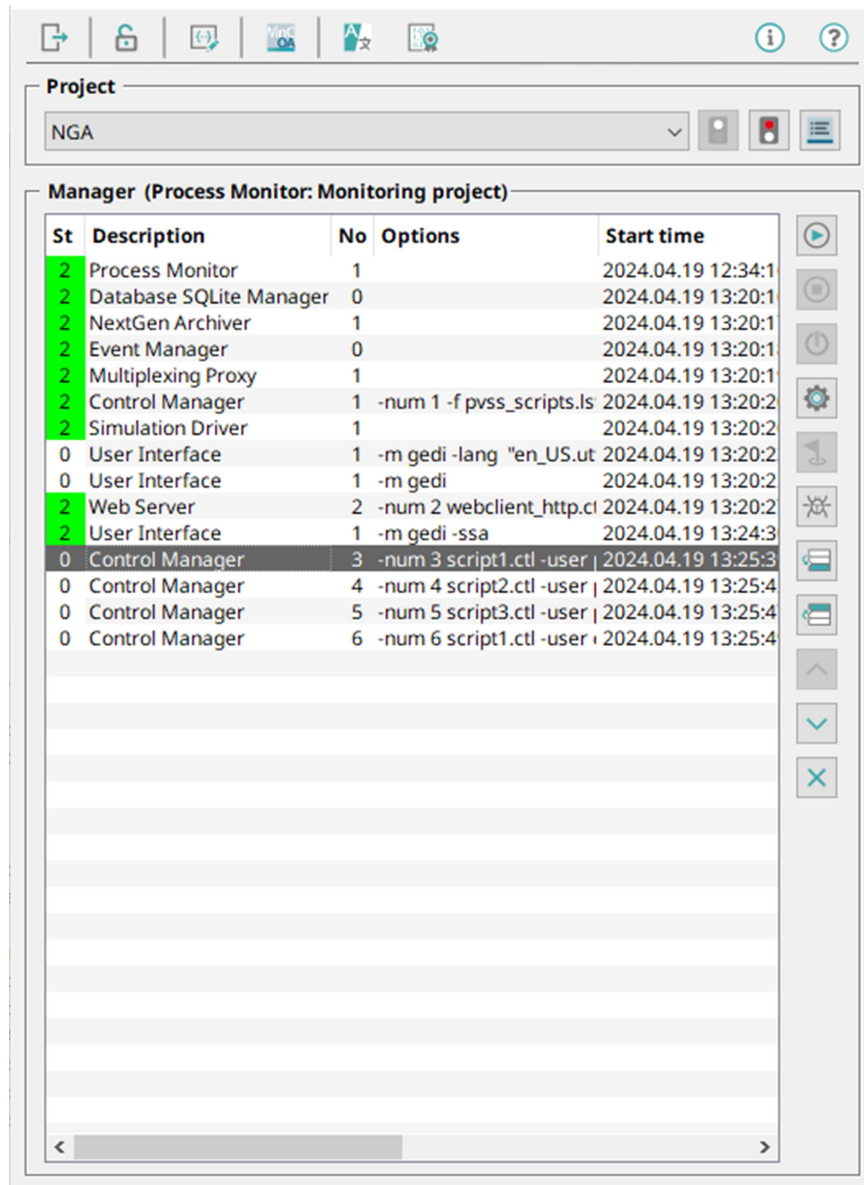 WinCC
OA
A
文
i
?
Project
NGA
Manager (Process Monitor: Monitoring project)
St Description No Options Start time
2 Process Monitor 1 2024.04.19 12:34:1
2 Database SQLite Manager 0 2024.04.19 13:20:1
2 NextGen Archiver 1 2024.04.19 13:20:1
2 Event Manager 0 2024.04.19 13:20:1
2 Multiplexing Proxy 1 2024.04.19 13:20:1
2 Control Manager 1 -num 1 -f pvss_scripts.ls 2024.04.19 13:20:2
2 Simulation Driver 1 2024.04.19 13:20:2
0 User Interface 1 -m gedi -lang "en_US.ut 2024.04.19 13:20:2
0 User Interface 1 -m gedi 2024.04.19 13:20:2
2 Web Server 2 -num 2 webclient_http.ct 2024.04.19 13:20:2
2 User Interface 1 -m gedi -ssa 2024.04.19 13:24:3
0 Control Manager 3 -num 3 script1.ctl -user 2024.04.19 13:25:3
0 Control Manager 4 -num 4 script2.ctl -user 2024.04.19 13:25:4
0 Control Manager 5 -num 5 script3.ctl -user 2024.04.19 13:25:4
0 Control Manager 6 -num 6 script1.ctl -user 2024.04.19 13:25:4